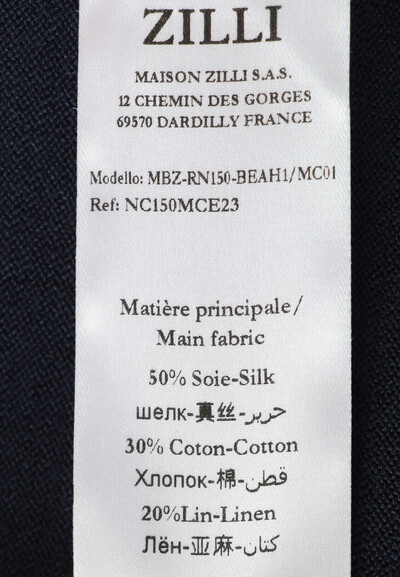 ZILLI
MAISON ZILLI S.A.S.
12 CHEMIN DES GORGES
69570 DARDILLY FRANCE
Modello: MBZ-RN150-BEAH1/MC01
Ref: NC150MCE23
Matière principale/
Main fabric
50% Soie-Silk
шелк-真丝-حرير
30% Coton-Cotton
Хлопок-棉-قطن
20%Lin-Linen
Лён-亚麻-كتان